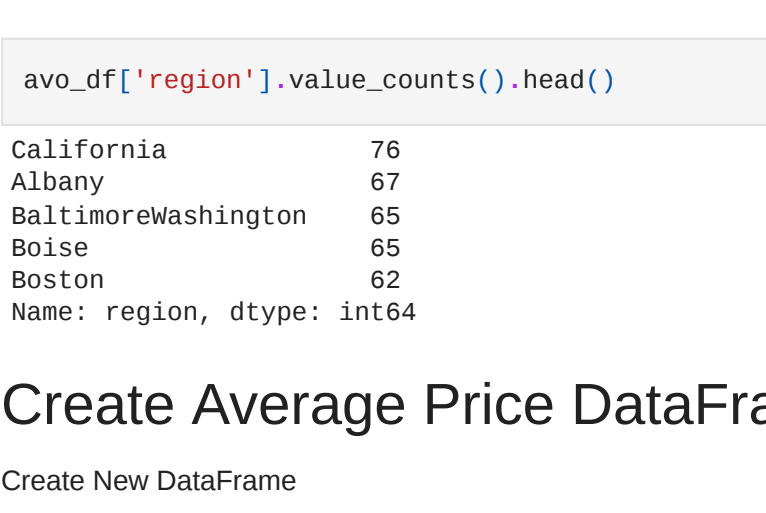 avo_df['region'].value_counts().head()
California             76
Albany                 67
BaltimoreWashington    65
Boise                  65
Boston                 62
Name: region, dtype: int64
Create Average Price DataFra
Create New DataFrame